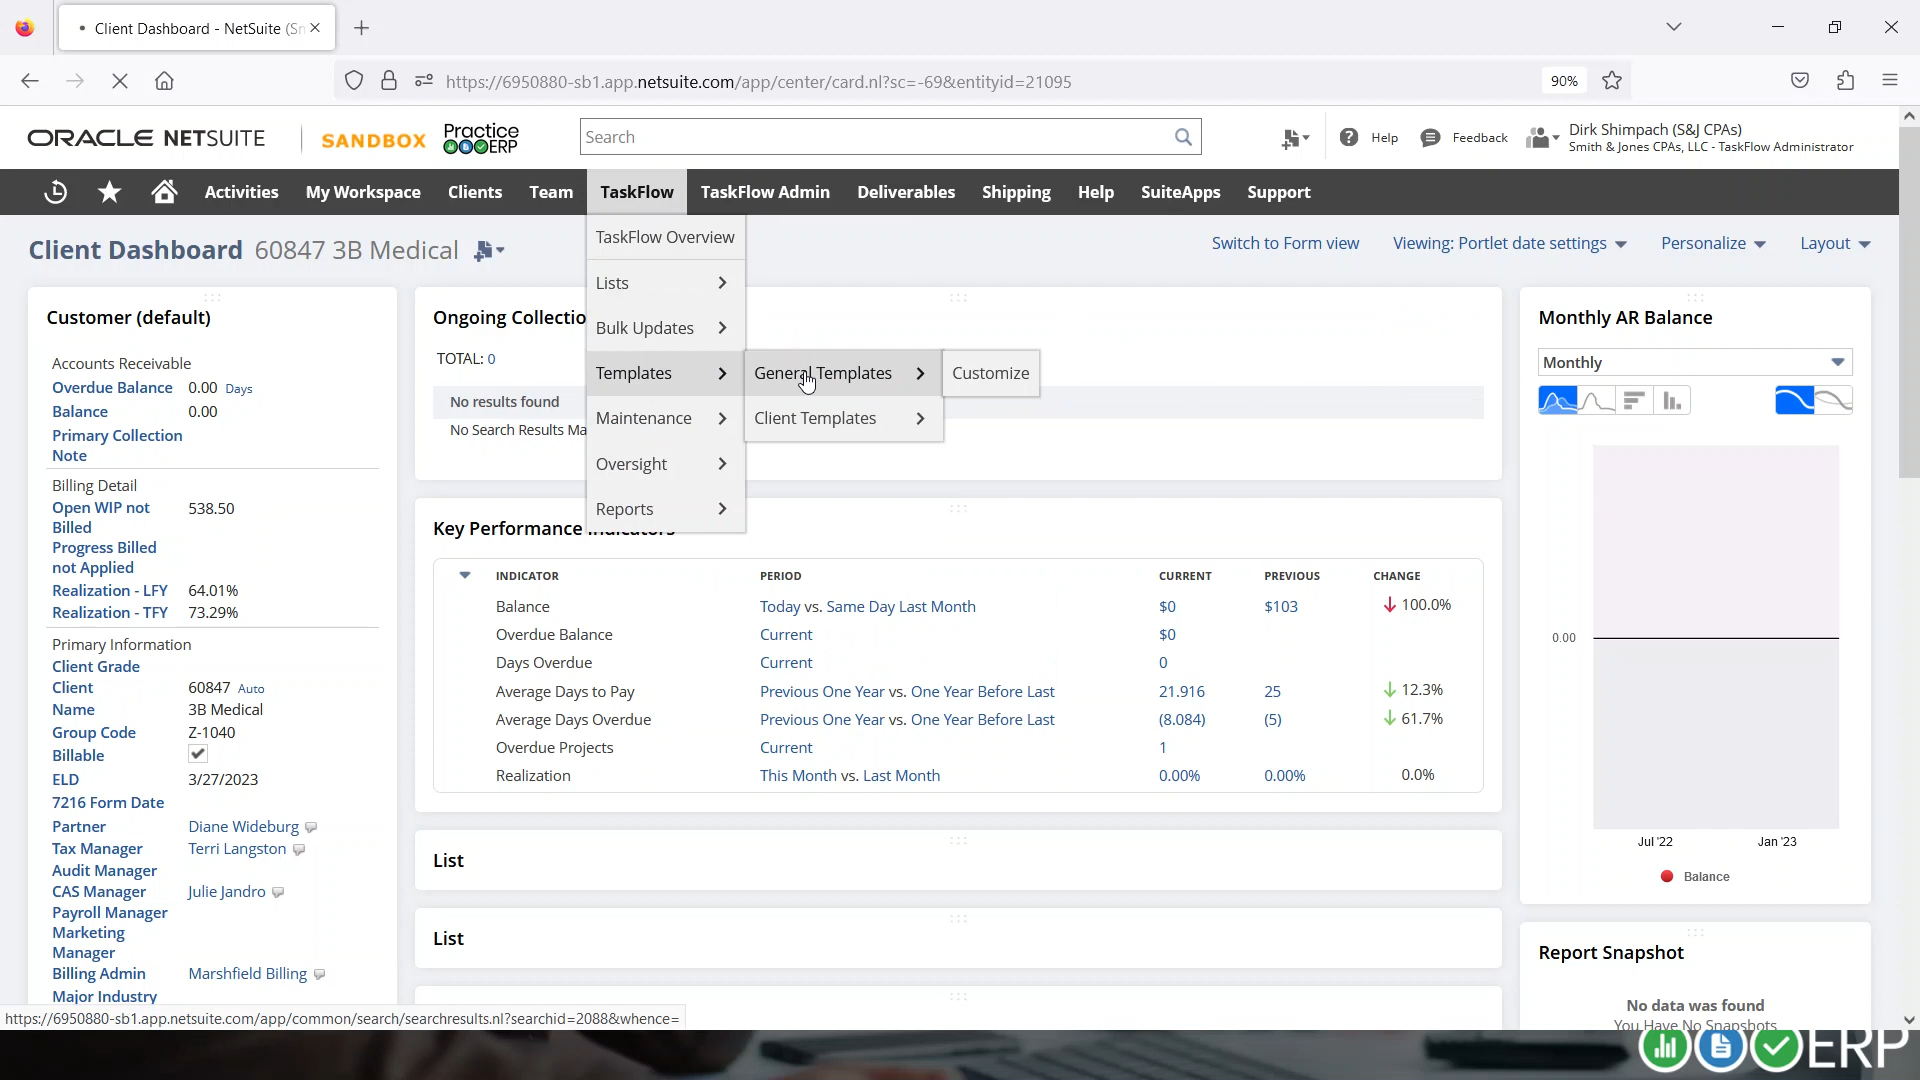 Client Dashboard - NetSuite (Sn
https://6950880-sb1.app.netsuite.com/app/center/card.nl?sc=-69&entityid=21095
90%
ORACLE NETSUITE
SANDBOX
Practice
ERP
Search
Help
Feedback
Dirk Shimpach (S&J CPAs)
Smith & Jones CPAs, LLC - TaskFlow Administrator
Activities
My Workspace
Clients
Team
TaskFlow
TaskFlow Admin
Deliverables
Shipping
Help
SuiteApps
Support
Client Dashboard 60847 3B Medical
Switch to Form view
Viewing: Portlet date settings
Personalize
Layout
TaskFlow Overview
Lists
Bulk Updates
Templates
Maintenance
Oversight
Reports
General Templates
Client Templates
Customize
Customer (default)
Accounts Receivable
Overdue Balance 0.00 Days
Balance 0.00
Primary Collection
Note
Billing Detail
Open WIP not 538.50
Billed
Progress Billed
not Applied
Realization - LFY 64.01%
Realization - TFY 73.29%
Primary Information
Client Grade
Client 60847 Auto
Name 3B Medical
Group Code Z-1040
Billable
ELD 3/27/2023
7216 Form Date
Partner Diane Wideburg
Tax Manager Terri Langston
Audit Manager
CAS Manager Julie Jandro
Payroll Manager
Marketing
Manager
Billing Admin Marshfield Billing
Major Industry
Ongoing Collectio
TOTAL: 0
No results found
No Search Results Ma
Key Performance Indicators
INDICATOR PERIOD CURRENT PREVIOUS CHANGE
Balance Today vs. Same Day Last Month $0 $103 100.0%
Overdue Balance Current $0
Days Overdue Current 0
Average Days to Pay Previous One Year vs. One Year Before Last 21.916 25 12.3%
Average Days Overdue Previous One Year vs. One Year Before Last (8.084) (5) 61.7%
Overdue Projects Current 1
Realization This Month vs. Last Month 0.00% 0.00% 0.0%
List
List
Monthly AR Balance
Monthly
0.00
Jul '22 Jan '23
Balance
Report Snapshot
No data was found
You Have No Snapshots
https://6950880-sb1.app.netsuite.com/app/common/search/searchresults.nl?searchid=2088&whence=
ERP